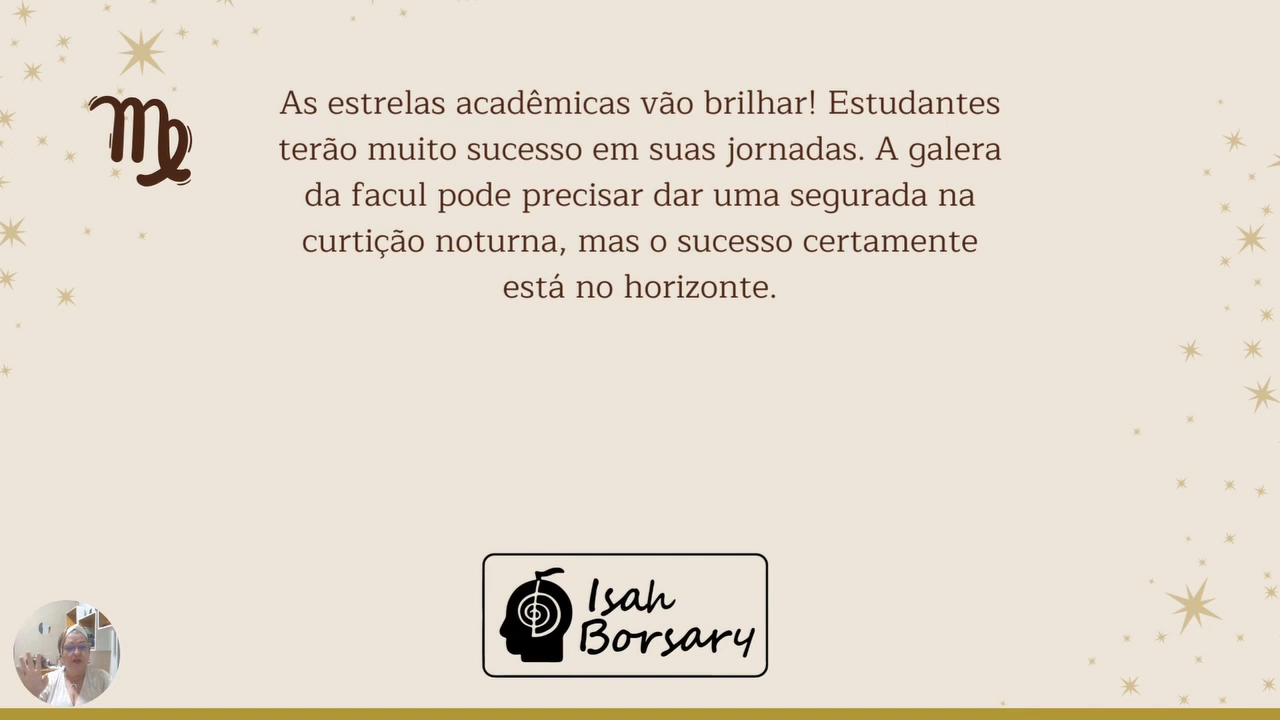 As estrelas acadêmicas vão brilhar! Estudantes
terão muito sucesso em suas jornadas. A galera
da facul pode precisar dar uma segurada na
curtição noturna, mas o sucesso certamente
está no horizonte.
Isah
Borsary